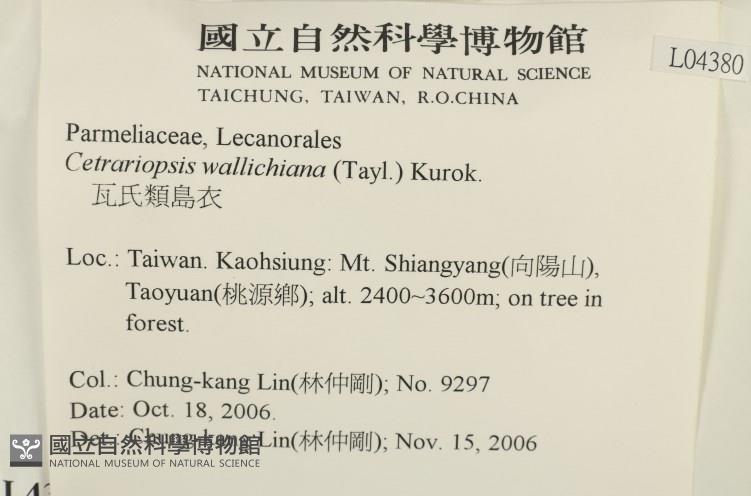 國立自然科學博物館
L04380
NATIONAL MUSEUM OF NATURAL SCIENCE
TAICHUNG, TAIWAN, R.O.CHINA
Parmeliaceae, Lecanorales
Cetrariopsis wallichiana (Tayl.) Kurok.
瓦氏類島衣
Loc.: Taiwan. Kaohsiung: Mt. Shiangyang(向陽山),
Taoyuan(桃源鄉); alt. 2400~3600m; on tree in
forest.
Col.: Chung-kang Lin(林仲剛); No. 9297
Date: Oct. 18, 2006.
Det.: Chung-kang Lin(林仲剛); Nov. 15, 2006
國立自然科學博物館
NATIONAL MUSEUM OF NATURAL SCIENCE